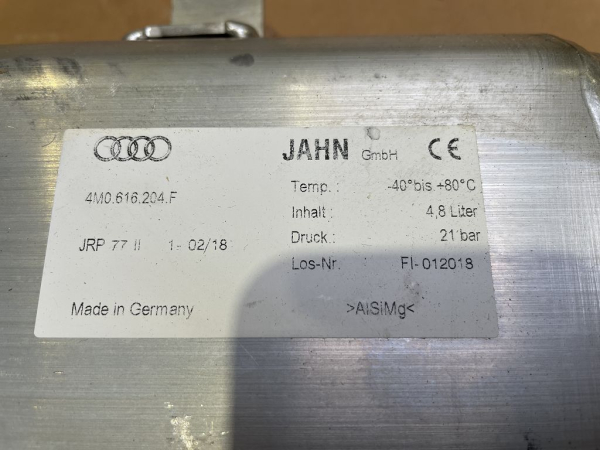 JAHN GmbH CE
4M0.616.204.F
Temp.: -40°bis +80°C
Inhalt: 4,8 Liter
Druck.: 21 bar
JRP 77 II 1- 02/18
Los-Nr. FI-012018
Made in Germany >AlSiMg<